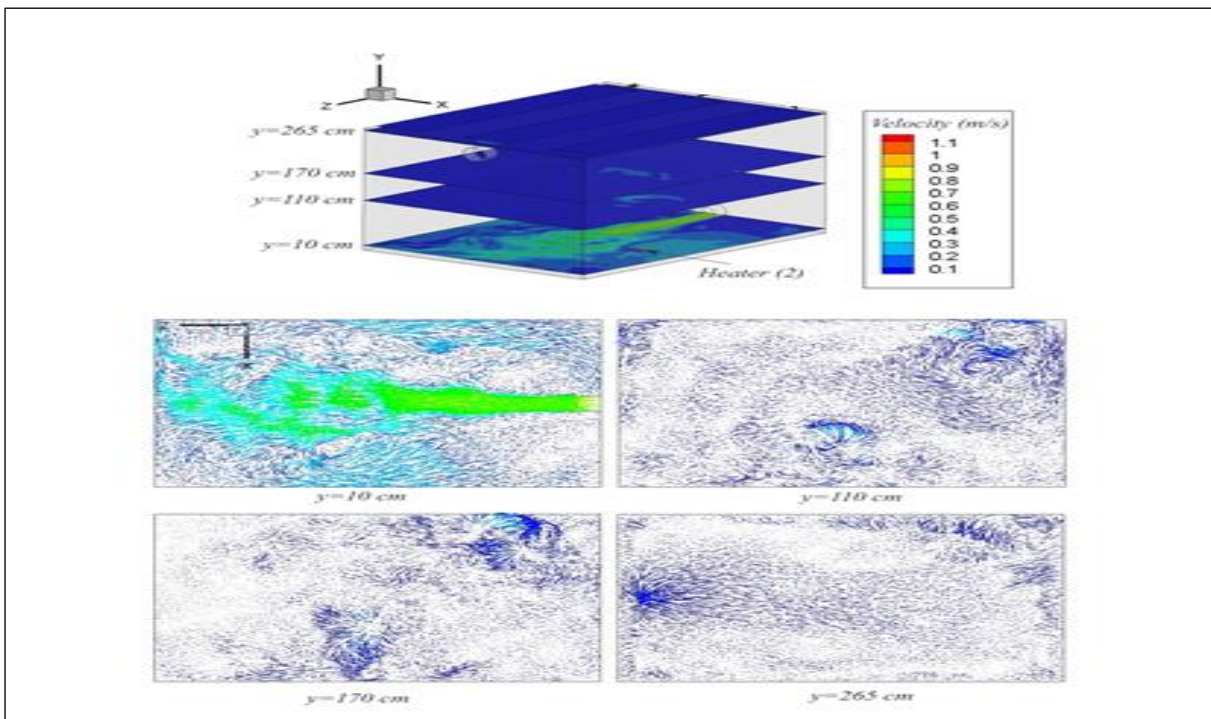 Y
Z
X
y=265 cm
y=170 cm
y=110 cm
y=10 cm
Heater (2)
Velocity (m/s)
1.1
1
0.9
0.8
0.7
0.6
0.5
0.4
0.3
0.2
0.1
y=10 cm
y=110 cm
y=170 cm
y=265 cm